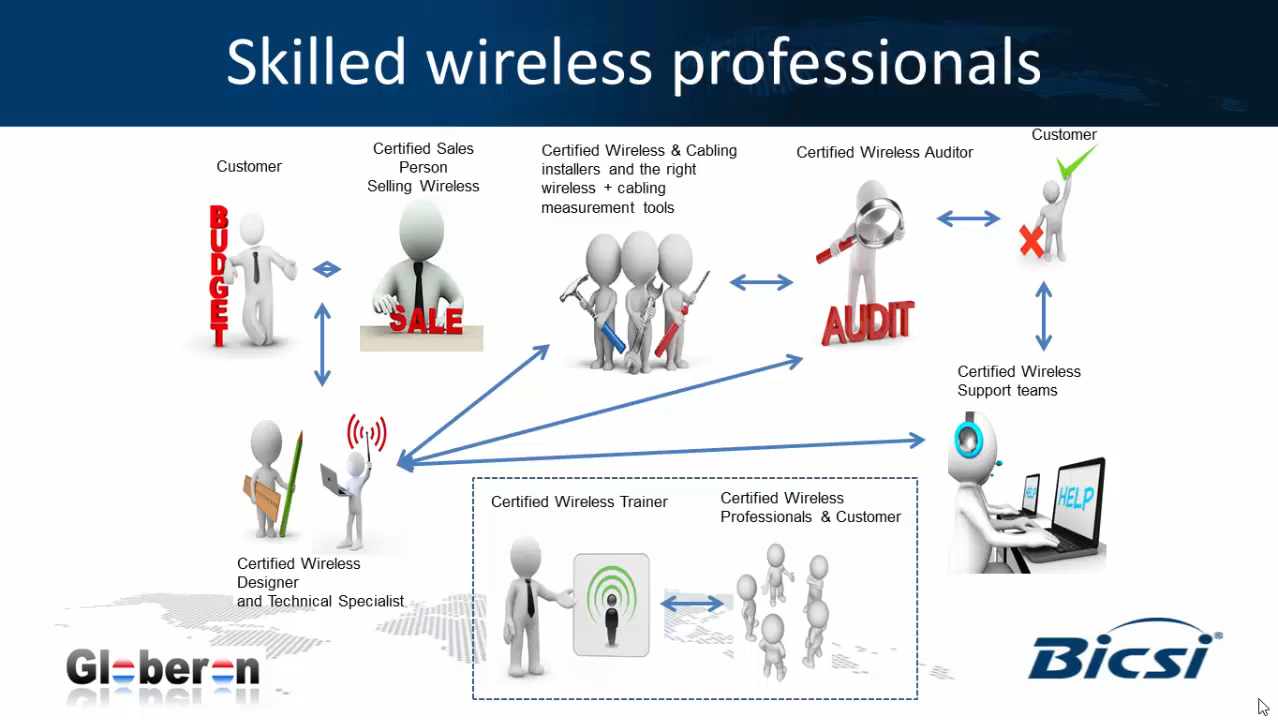 Skilled wireless professionals
Customer
BUDGET
Certified Sales
Person
Selling Wireless
SALE
Certified Wireless & Cabling
installers and the right
wireless + cabling
measurement tools
Certified Wireless Auditor
AUDIT
Customer
Certified Wireless
Support teams
HELP
HELP
Certified Wireless
Designer
and Technical Specialist
Certified Wireless Trainer
Certified Wireless
Professionals & Customer
Globeron
Bicsi®